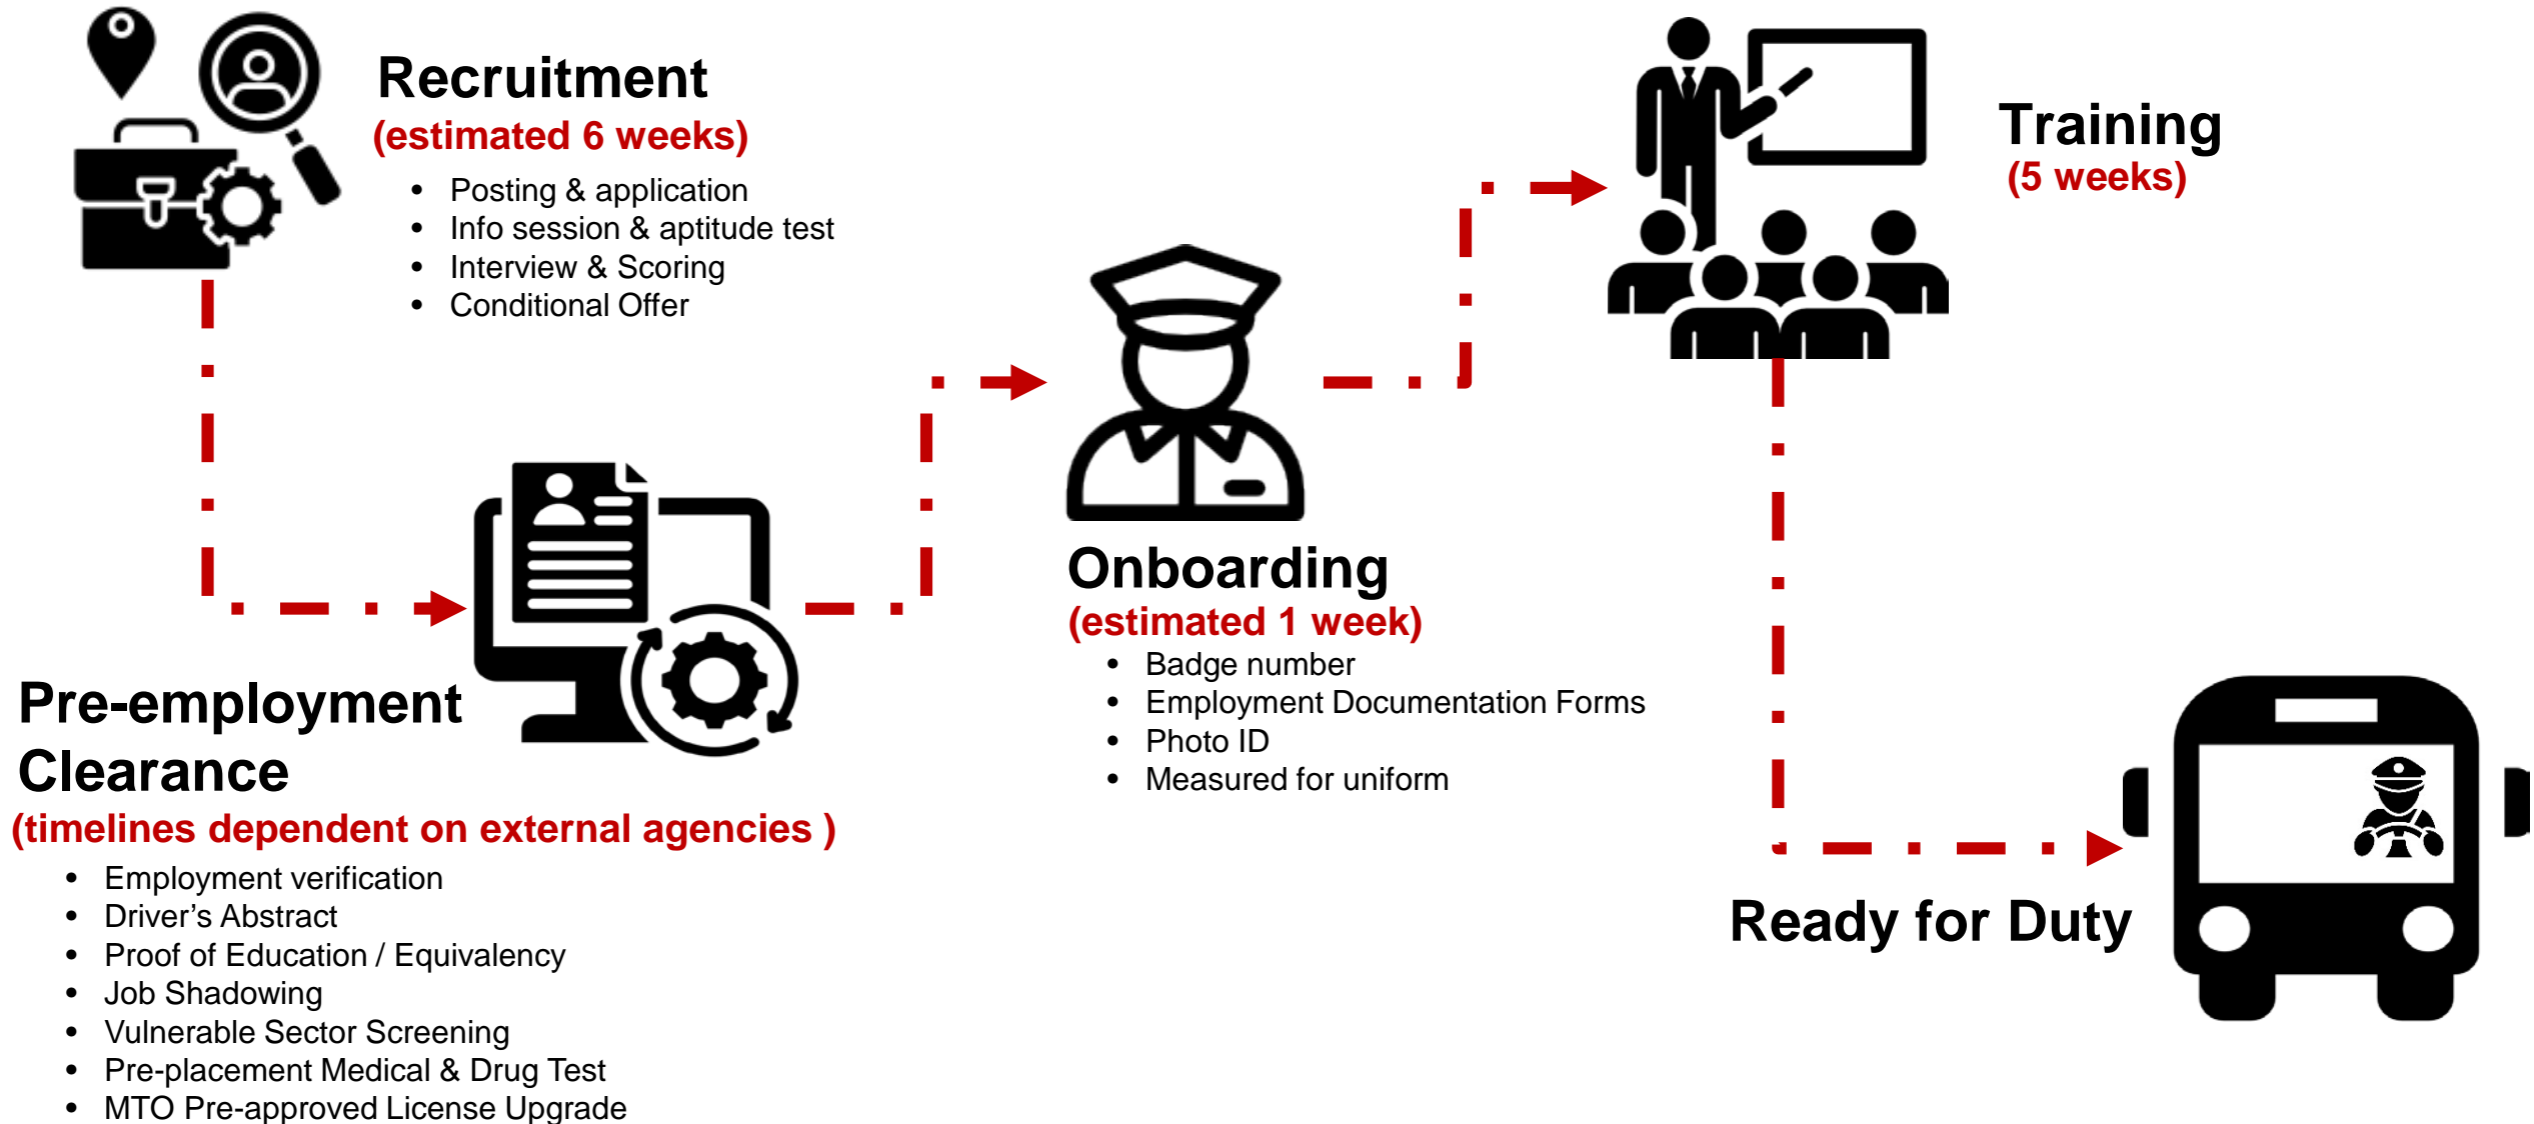 Recruitment
(estimated 6 weeks)
• Posting & application
• Info session & aptitude test
• Interview & Scoring
• Conditional Offer
Pre-employment
Clearance
(timelines dependent on external agencies )
• Employment verification
• Driver’s Abstract
• Proof of Education / Equivalency
• Job Shadowing
• Vulnerable Sector Screening
• Pre-placement Medical & Drug Test
• MTO Pre-approved License Upgrade
Onboarding
(estimated 1 week)
• Badge number
• Employment Documentation Forms
• Photo ID
• Measured for uniform
Training
(5 weeks)
Ready for Duty